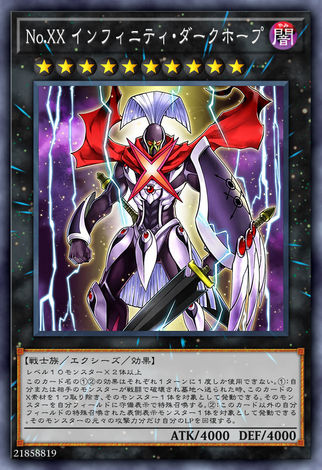 No.XX インフィニティ・ダークホープ
闇
やみ
【戦士族／エクシーズ／効果】
レベル１０モンスター×２体以上
このカード名の①②の効果はそれぞれ１ターンに１度しか使用できない。①：自
分または相手のモンスターが戦闘で破壊され墓地へ送られた時、このカードの
X素材を１つ取り除き、そのモンスター１体を対象として発動できる。そのモン
スターを自分フィールドに守備表示で特殊召喚する。②：このカード以外の自分フ
ィールドの特殊召喚された表側表示モンスター１体を対象として発動できる。
そのモンスターの元々の攻撃力分だけ自分のLPを回復する。
ATK/4000 DEF/4000
21858819